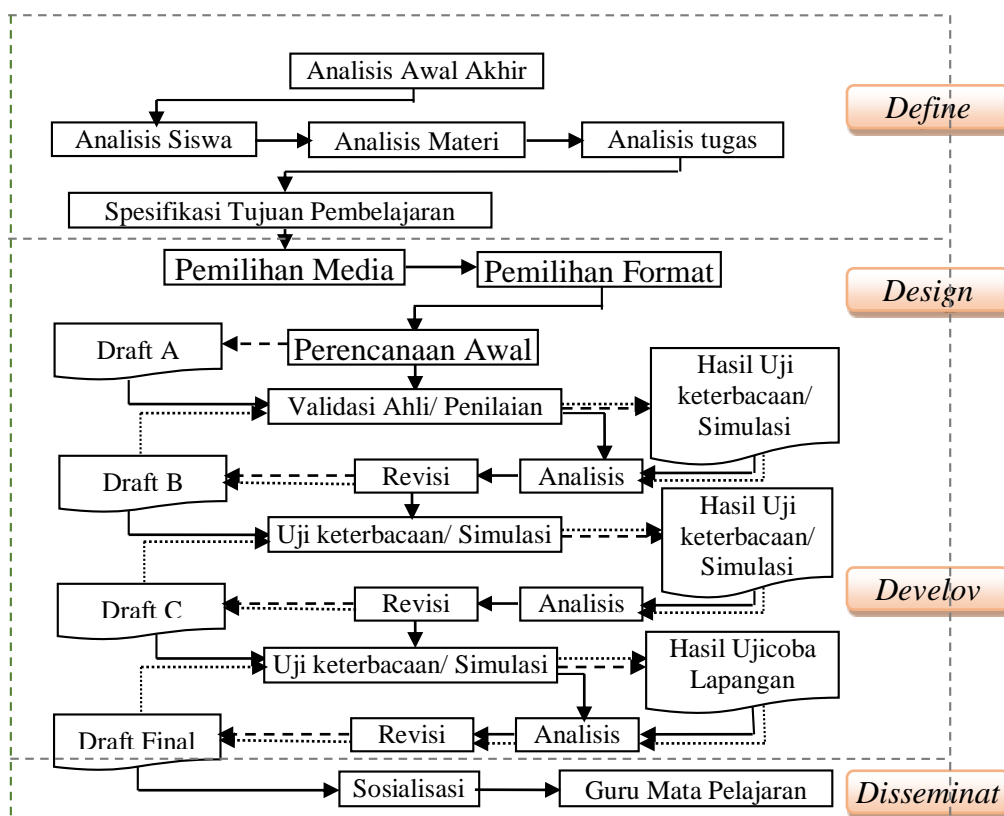 Analisis Awal Akhir
Define
Analisis Siswa
Analisis Materi
Analisis tugas
Spesifikasi Tujuan Pembelajaran
Pemilihan Media
Pemilihan Format
Design
Draft A
Perencanaan Awal
Hasil Uji
keterbacaan/
Simulasi
Validasi Ahli/ Penilaian
Draft B
Revisi
Analisis
Hasil Uji
keterbacaan/
Simulasi
Uji keterbacaan/ Simulasi
Draft C
Revisi
Analisis
Develov
Uji keterbacaan/ Simulasi
Hasil Ujicoba
Lapangan
Draft Final
Revisi
Analisis
Sosialisasi
Guru Mata Pelajaran
Disseminat